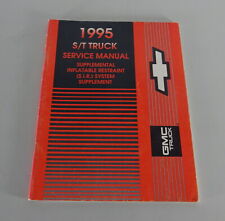 1995
S/T TRUCK
SERVICE MANUAL
SUPPLEMENTAL
INFLATABLE RESTRAINT
(S.I.R.) SYSTEM
SUPPLEMENT
GMC
TRUCK